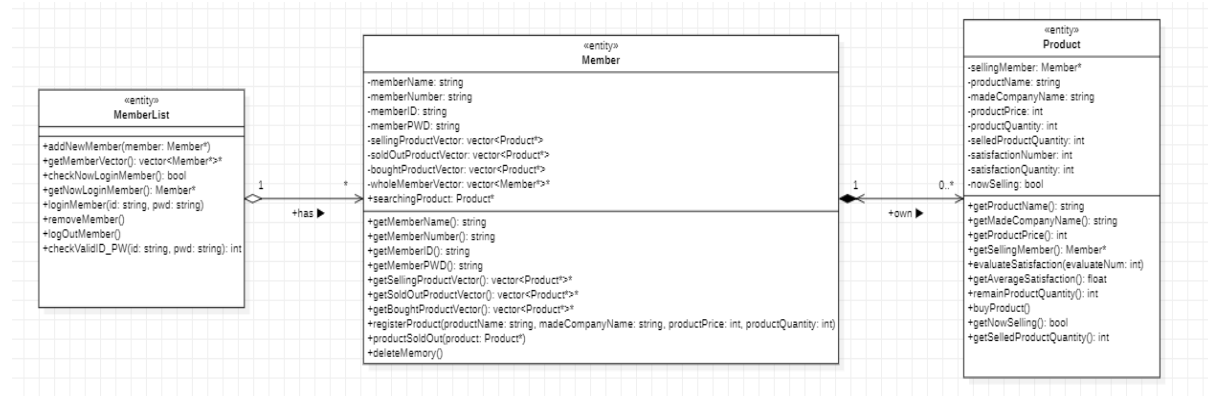 «entity»
MemberList
+addNewMember(member: Member*)
+getMemberVector(): vector<Member*>*
+checkNowLoginMember(): bool
+getNowLoginMember(): Member*
+loginMember(id: string, pwd: string)
+removeMember()
+logOutMember()
+checkValidID_PW(id: string, pwd: string): int
1
*
+has ▶
«entity»
Member
-memberName: string
-memberNumber: string
-memberID: string
-memberPWD: string
-sellingProductVector: vector<Product*>
-soldOutProductVector: vector<Product*>
-boughtProductVector: vector<Product*>
-wholeMemberVector: vector<Member*>*
+searchingProduct: Product*
+getMemberName(): string
+getMemberNumber(): string
+getMemberID(): string
+getMemberPWD: string
+getSellingProductVector(): vector<Product*>*
+getSoldOutProductVector(): vector<Product*>*
+getBoughtProductVector(): vector<Product*>*
+registerProduct(productName: string, madeCompanyName: string, productPrice: int, productQuantity: int)
+productSoldOut(product: Product*)
+deleteMemory()
1
0..*
+own ▶
«entity»
Product
-sellingMember: Member*
-productName: string
-madeCompanyName: string
-productPrice: int
-productQuantity: int
-selledProductQuantity: int
-satisfactionNumber: int
-satisfactionQuantity: int
-nowSelling: bool
+getProductName(): string
+getMadeCompanyName(): string
+getProductPrice(): int
+getSellingMember(): Member*
+evaluateSatisfaction(evaluateNum: int)
+getAverageSatisfaction: float
+remainProductQuantity(): int
+buyProduct()
+getNowSelling(): bool
+getSelledProductQuantity(): int